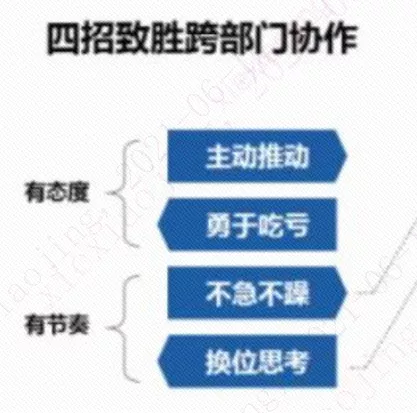 四招致胜跨部门协作
有态度
主动推动
勇于吃亏
有节奏
不急不躁
换位思考